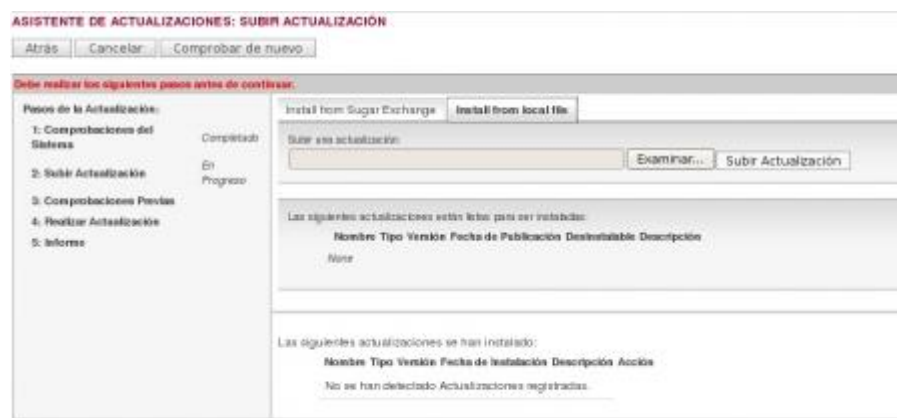 ASISTENTE DE ACTUALIZACIONES: SUBIR ACTUALIZACIÓN
Atrás Cancelar Comprobar de nuevo
Debe realizar los siguientes pasos antes de continuar.
Pasos de la Actualización:
1: Comprobaciones del Sistema Completado
2: Subir Actualización En Progreso
3: Comprobaciones Previas
4: Realizar Actualización
5: Informe
Install from Sugar Exchange Install from local file
Subir una actualización:
Examinar... Subir Actualización
Las siguientes actualizaciones están listas para ser instaladas:
Nombre Tipo Versión Fecha de Publicación Desinstalable Descripción
None
Las siguientes actualizaciones se han instalado:
Nombre Tipo Versión Fecha de Instalación Descripción Acción
No se han detectado Actualizaciones registradas.